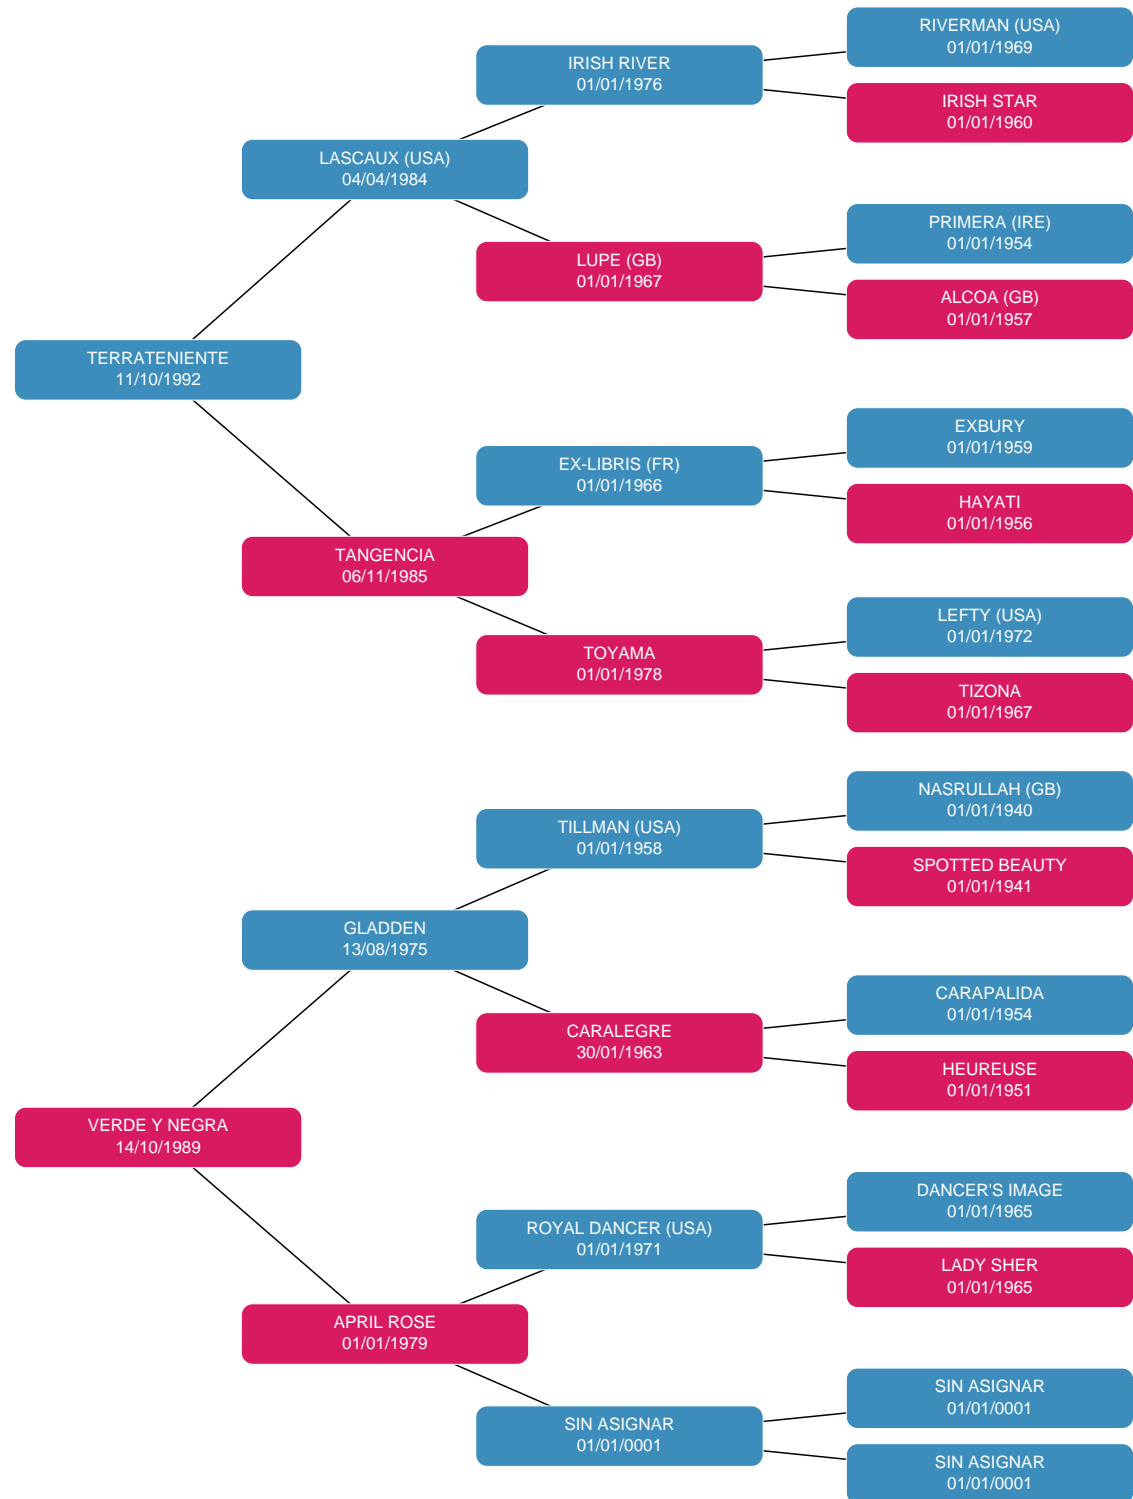 RIVERMAN (USA)
01/01/1969
IRISH RIVER
01/01/1976
IRISH STAR
01/01/1960
LASCAUX (USA)
04/04/1984
PRIMERA (IRE)
01/01/1954
LUPE (GB)
01/01/1967
ALCOA (GB)
01/01/1957
TERRATENIENTE
11/10/1992
EXBURY
01/01/1959
EX-LIBRIS (FR)
01/01/1966
HAYATI
01/01/1956
TANGENCIA
06/11/1985
LEFTY (USA)
01/01/1972
TOYAMA
01/01/1978
TIZONA
01/01/1967
NASRULLAH (GB)
01/01/1940
TILLMAN (USA)
01/01/1958
SPOTTED BEAUTY
01/01/1941
GLADDEN
13/08/1975
CARAPALIDA
01/01/1954
CARALEGRE
30/01/1963
HEUREUSE
01/01/1951
VERDE Y NEGRA
14/10/1989
DANCER'S IMAGE
01/01/1965
ROYAL DANCER (USA)
01/01/1971
LADY SHER
01/01/1965
APRIL ROSE
01/01/1979
SIN ASIGNAR
01/01/0001
SIN ASIGNAR
01/01/0001
SIN ASIGNAR
01/01/0001